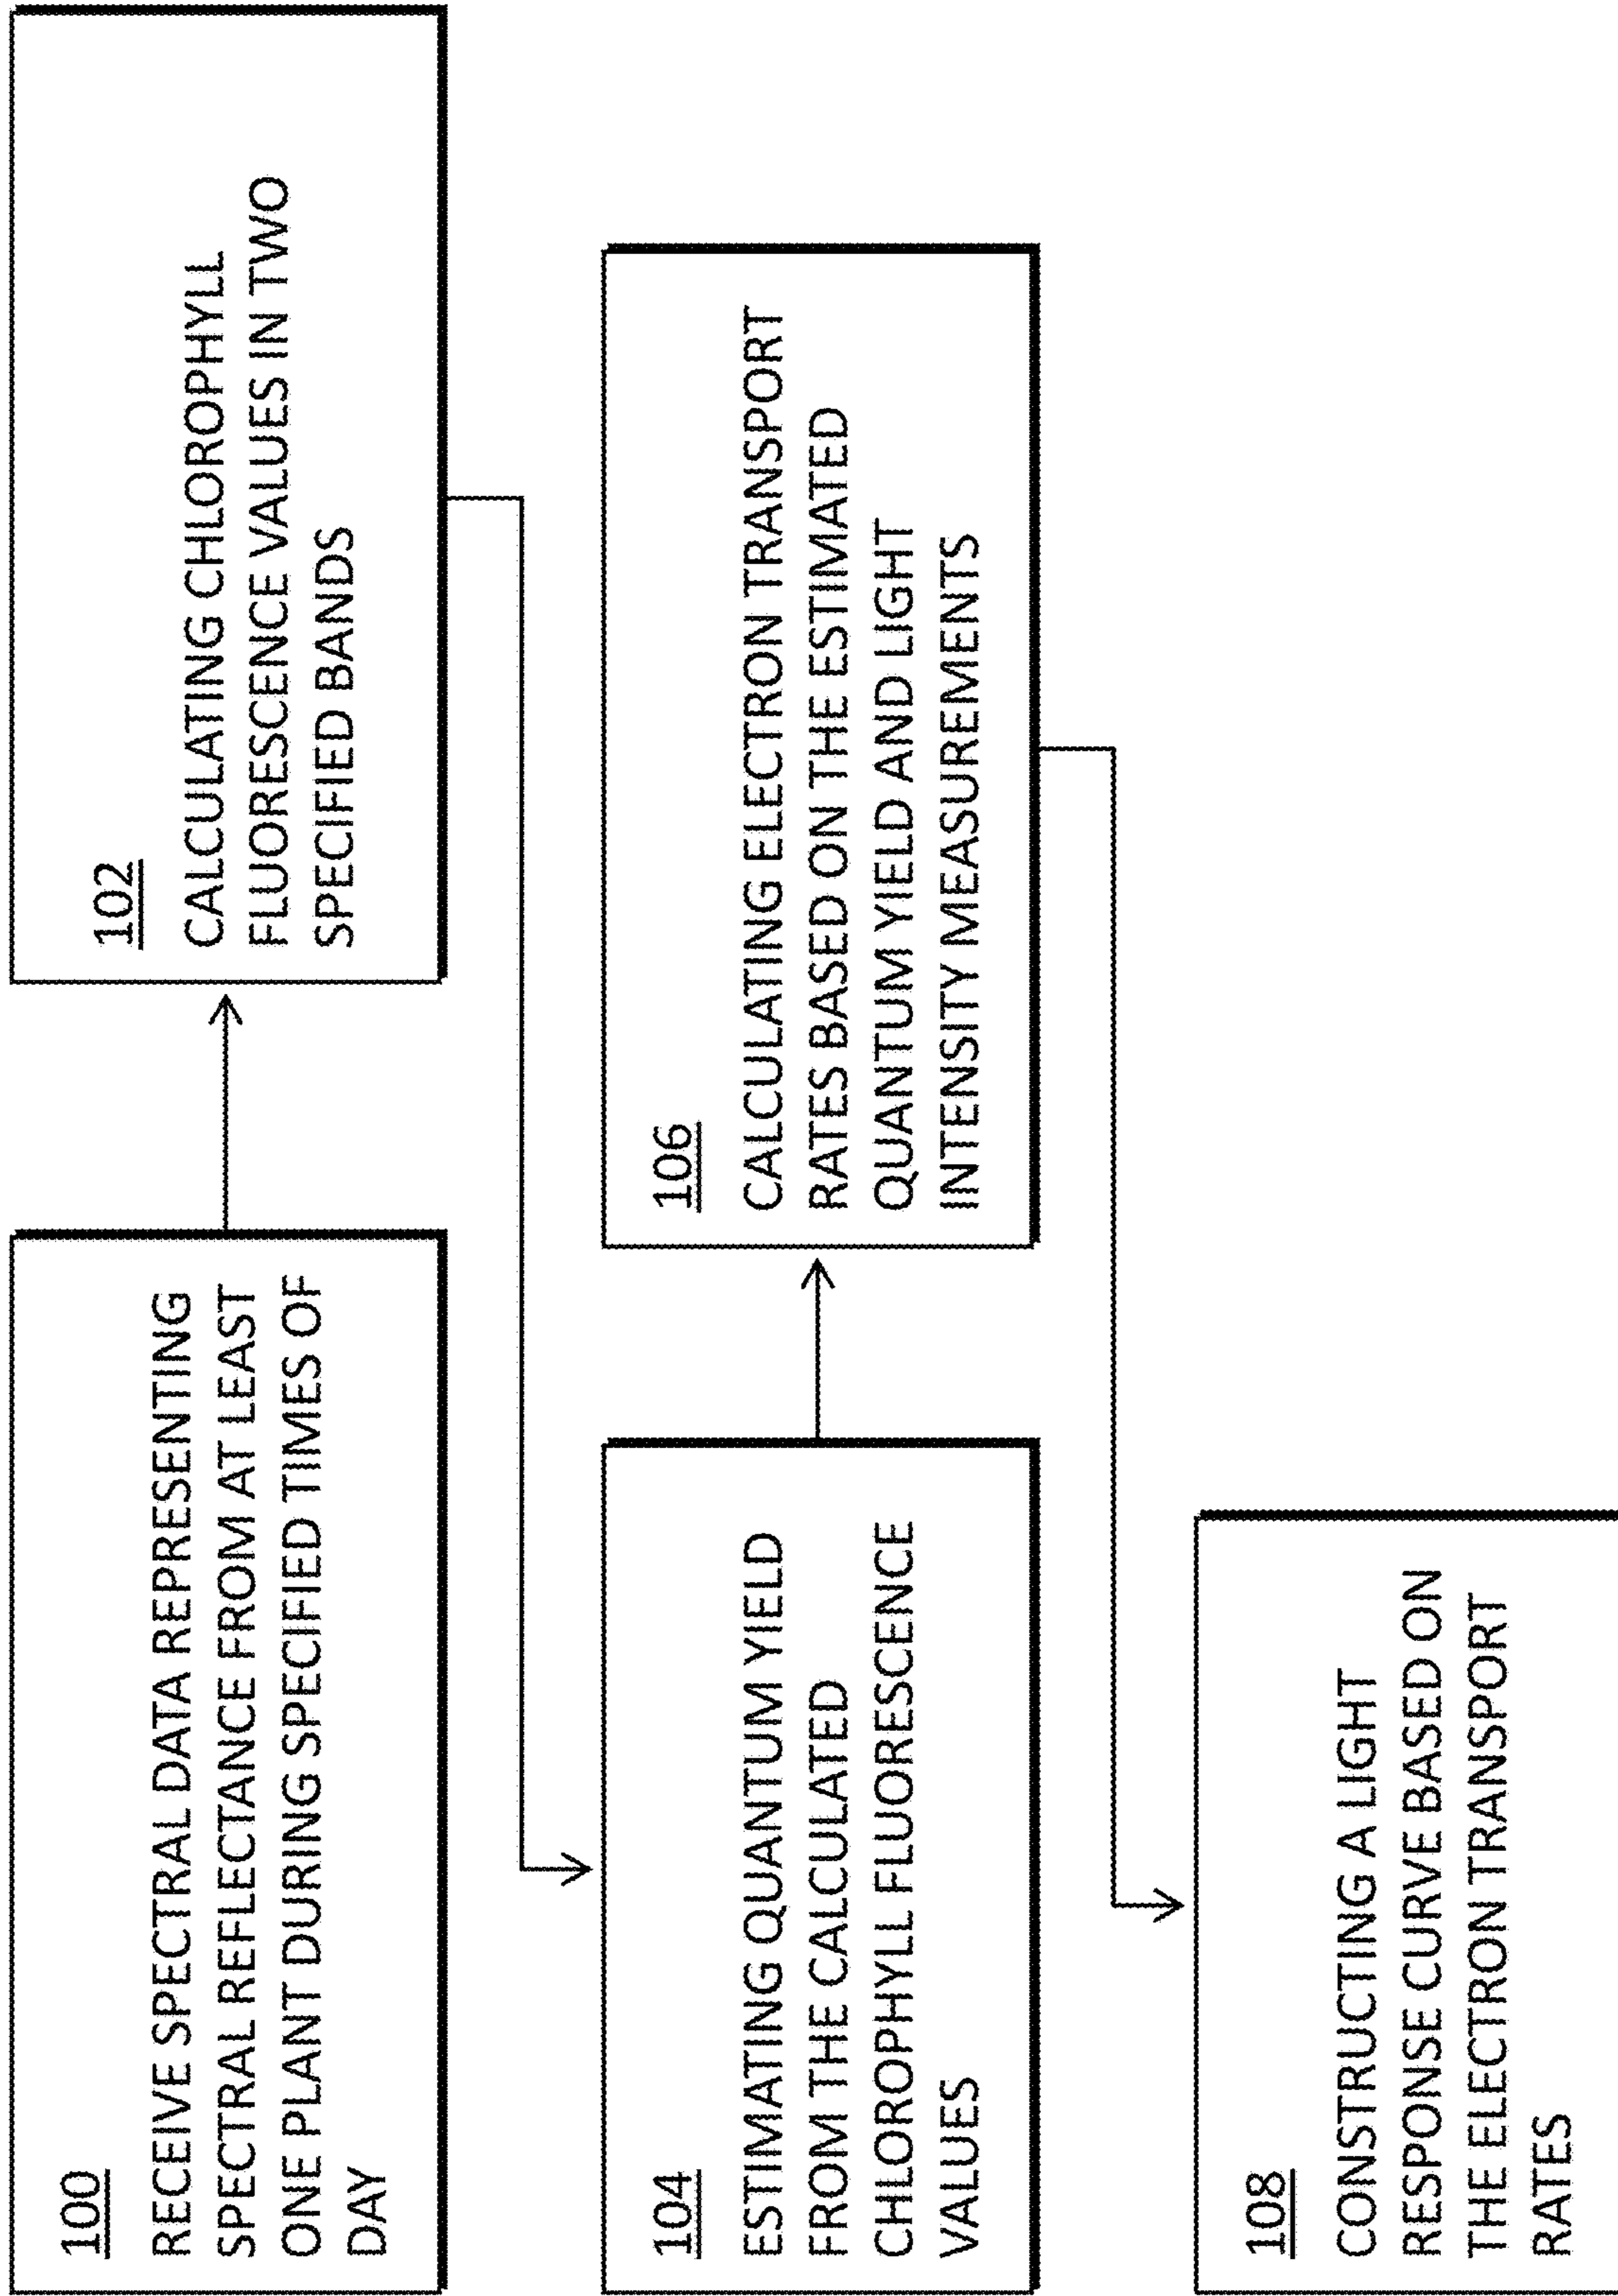 100
RECEIVE SPECTRAL DATA REPRESENTING
SPECTRAL REFLECTANCE FROM AT LEAST
ONE PLANT DURING SPECIFIED TIMES OF
DAY
102
CALCULATING CHLOROPHYLL
FLUORESCENCE VALUES IN TWO
SPECIFIED BANDS
104
ESTIMATING QUANTUM YIELD
FROM THE CALCULATED
CHLOROPHYLL FLUORESCENCE
VALUES
106
CALCULATING ELECTRON TRANSPORT
RATES BASED ON THE ESTIMATED
QUANTUM YIELD AND LIGHT
INTENSITY MEASUREMENTS
108
CONSTRUCTING A LIGHT
RESPONSE CURVE BASED ON
THE ELECTRON TRANSPORT
RATES